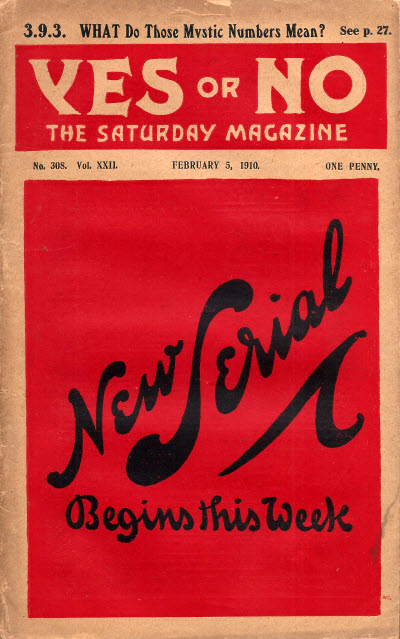 3.9.3. WHAT Do Those Mystic Numbers Mean? See p. 27.
YES OR NO
THE SATURDAY MAGAZINE
No. 308. Vol. XXII. FEBRUARY 5, 1910. ONE PENNY.
New Serial
Begins this Week